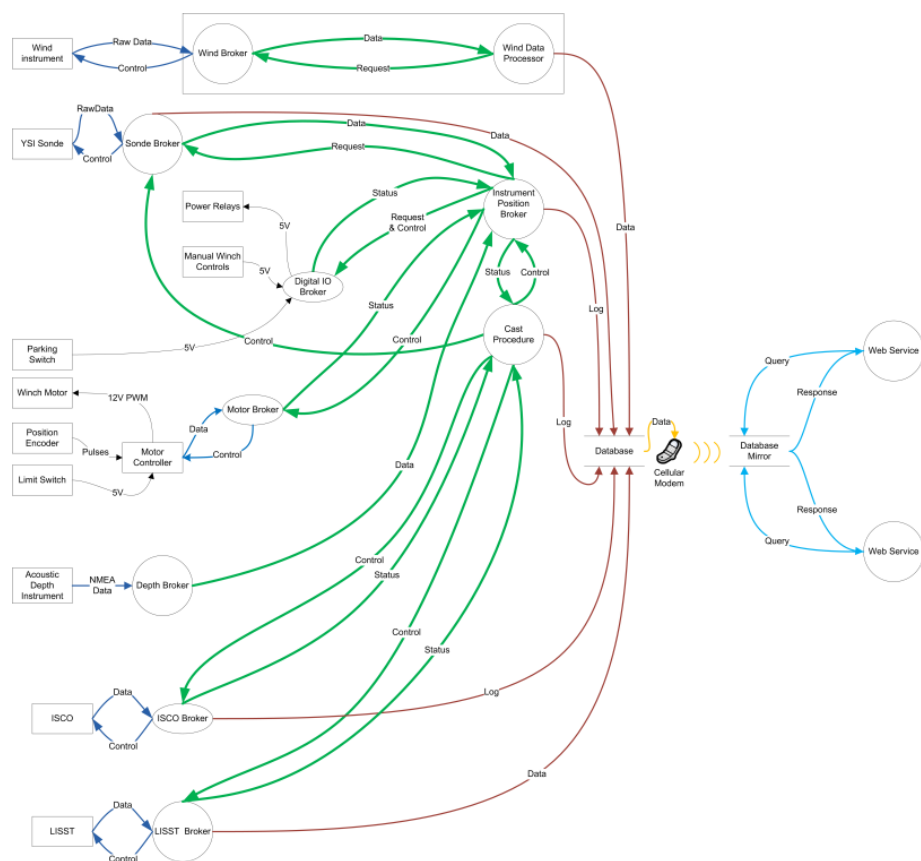 Wind
instrument
Raw Data
Control
Wind Broker
Data
Request
Wind Data
Processor
YSI Sonde
RawData
Control
Sonde Broker
Data
Request
Data
Power Relays
5V
Manual Winch
Controls
5V
Digital IO
Broker
Status
Request
& Control
Instrument
Position
Broker
Data
Status
Control
Cast
Procedure
Status
Control
Control
Log
Parking
Switch
5V
Winch Motor
12V PWM
Position
Encoder
Pulses
Limit Switch
5V
Motor
Controller
Data
Control
Motor Broker
Data
Log
Database
Data
Cellular
Modem
Database
Mirror
Query
Response
Web Service
Query
Response
Web Service
Acoustic
Depth
Instrument
NMEA
Data
Depth Broker
Control
Status
Control
Status
ISCO
Data
Control
ISCO Broker
Log
LISST
Data
Control
LISST Broker
Data